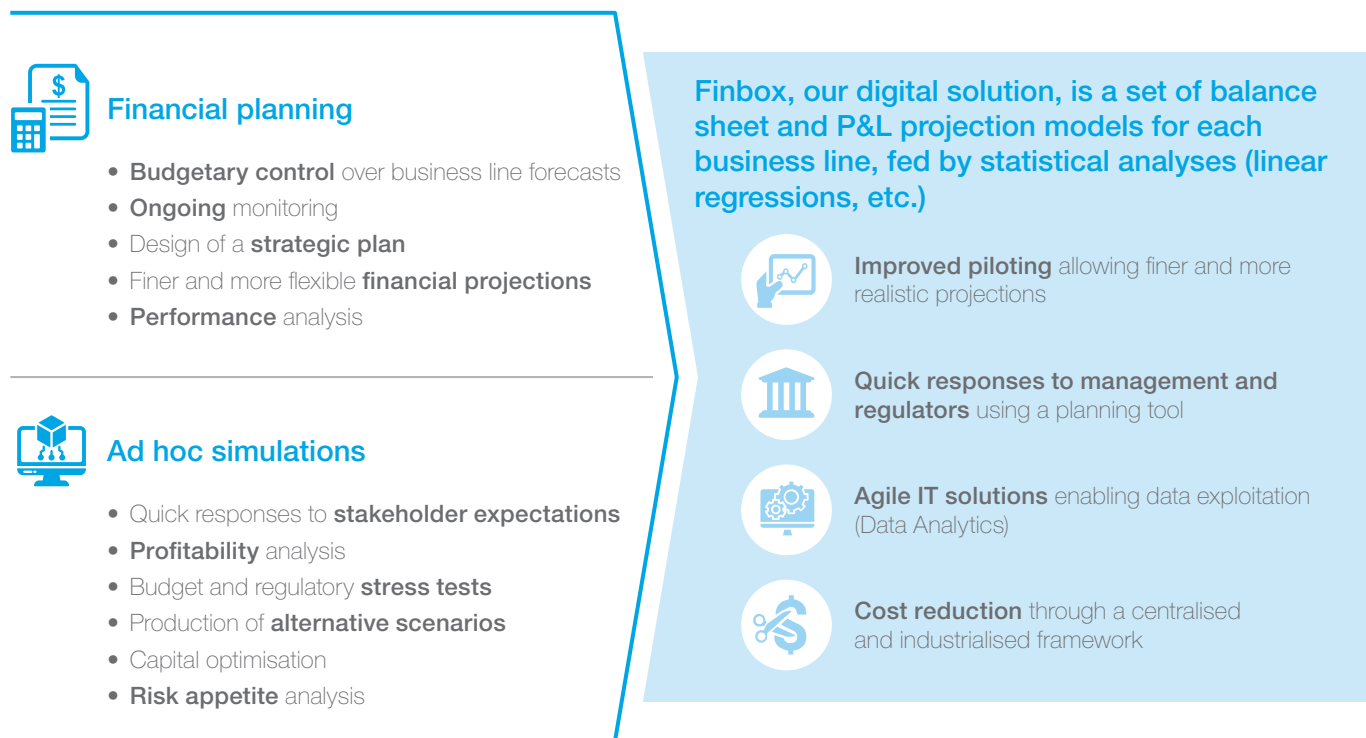 Financial planning
• Budgetary control over business line forecasts
• Ongoing monitoring
• Design of a strategic plan
• Finer and more flexible financial projections
• Performance analysis
Ad hoc simulations
• Quick responses to stakeholder expectations
• Profitability analysis
• Budget and regulatory stress tests
• Production of alternative scenarios
• Capital optimisation
• Risk appetite analysis
Finbox, our digital solution, is a set of balance
sheet and P&L projection models for each
business line, fed by statistical analyses (linear
regressions, etc.)
Improved piloting allowing finer and more
realistic projections
Quick responses to management and
regulators using a planning tool
Agile IT solutions enabling data exploitation
(Data Analytics)
Cost reduction through a centralised
and industrialised framework